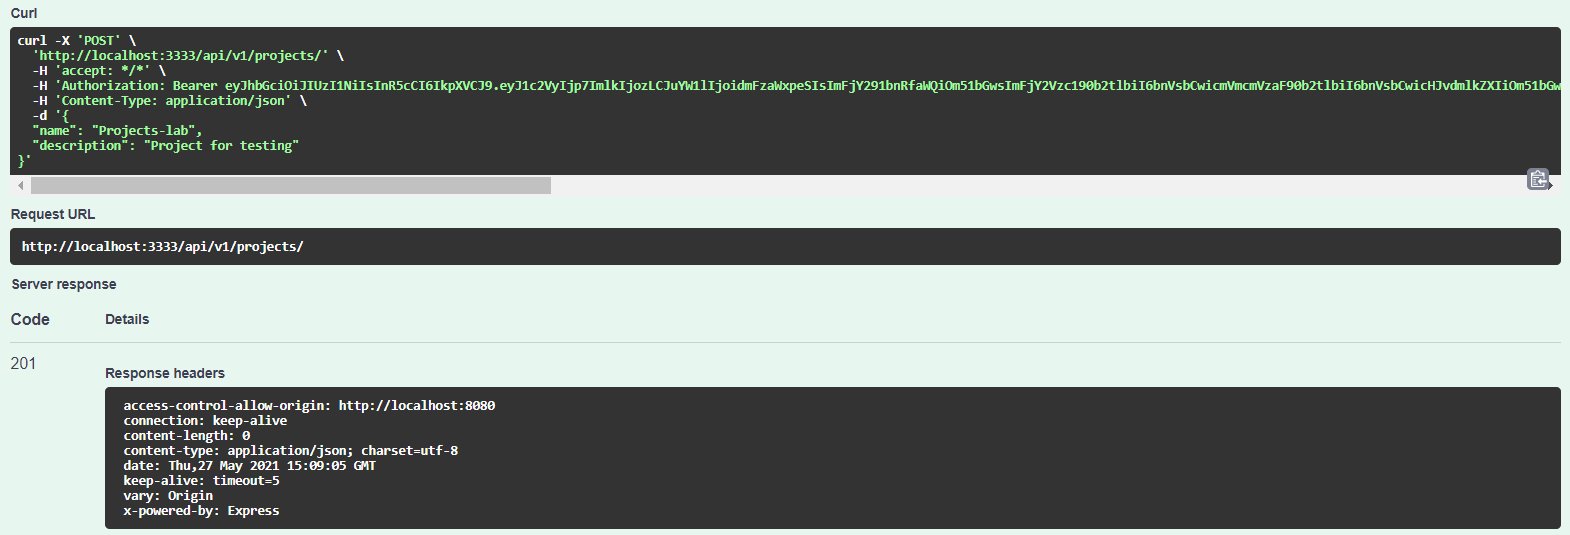 Curl
curl -X 'POST' \
'http://localhost:3333/api/v1/projects/' \
-H 'accept: */*' \
-H 'Authorization: Bearer eyJhbGciOiJIUzI1NiIsInR5cCI6IkpXVCJ9.eyJ1c2VyIjp7ImlkIjozLCJuYW1lIjoidmFzaWxpeSIsImFjY291bnRfaWQiOm51bGwsImFjY2Vzc190b2tlbiI6bnVsbCwicmVmcmVzaF90b2tlbiI6bnVsbCwicHJvdmlkZXIiOm51bGw
-H 'Content-Type: application/json' \
-d '{
"name": "Projects-lab",
"description": "Project for testing"
}'
Request URL
http://localhost:3333/api/v1/projects/
Server response
Code Details
201
Response headers
access-control-allow-origin: http://localhost:8080
connection: keep-alive
content-length: 0
content-type: application/json; charset=utf-8
date: Thu,27 May 2021 15:09:05 GMT
keep-alive: timeout=5
vary: Origin
x-powered-by: Express